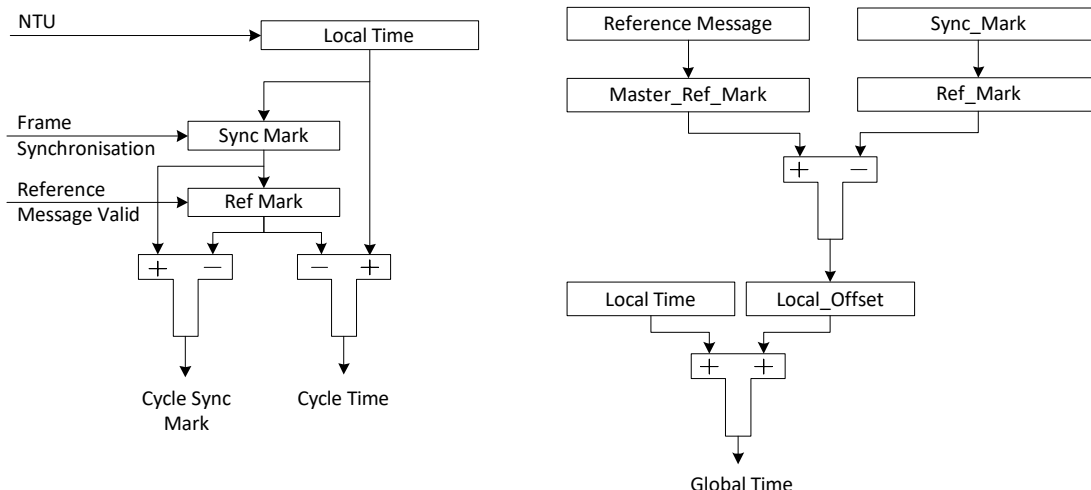 NTU
Local Time
Frame
Synchronisation
Sync Mark
Reference
Message Valid
Ref Mark
+ − − +
Cycle Sync
Mark
Cycle Time
Reference Message
Sync_Mark
Master_Ref_Mark
Ref_Mark
+ −
Local Time
Local_Offset
+ +
Global Time